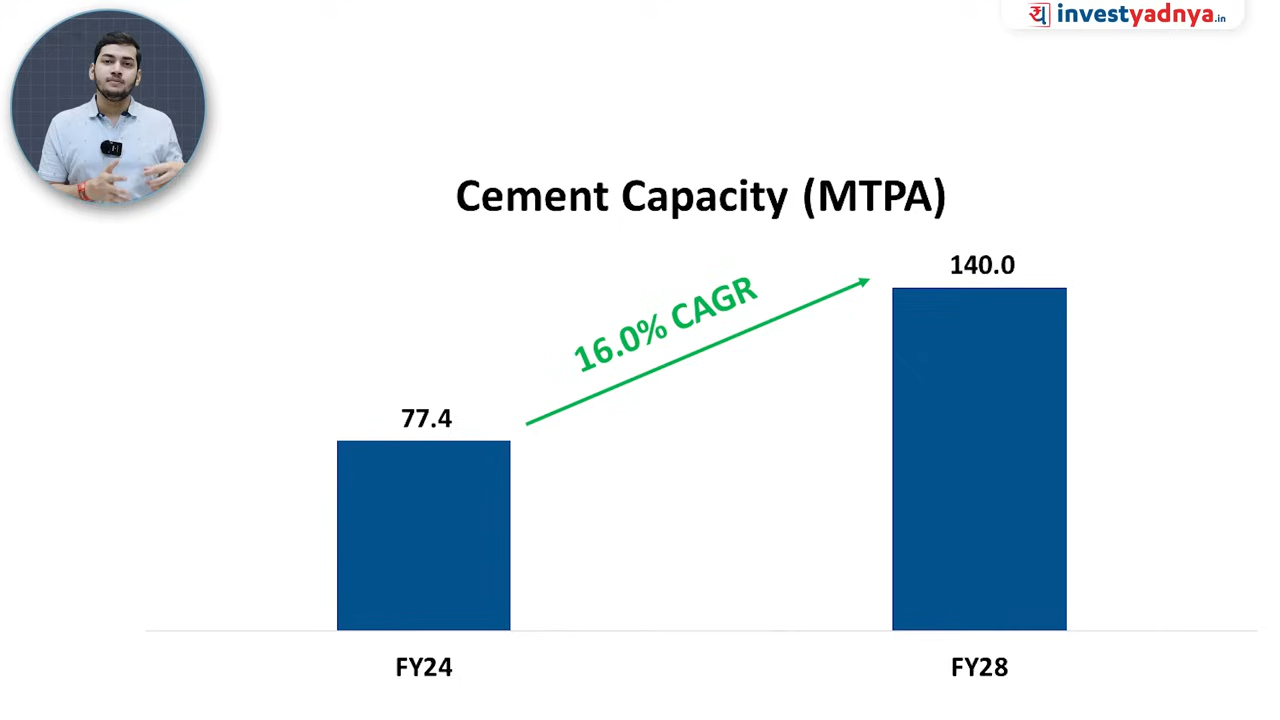 य investyadnya.in
Cement Capacity (MTPA)
140.0
16.0% CAGR
77.4
FY24
FY28